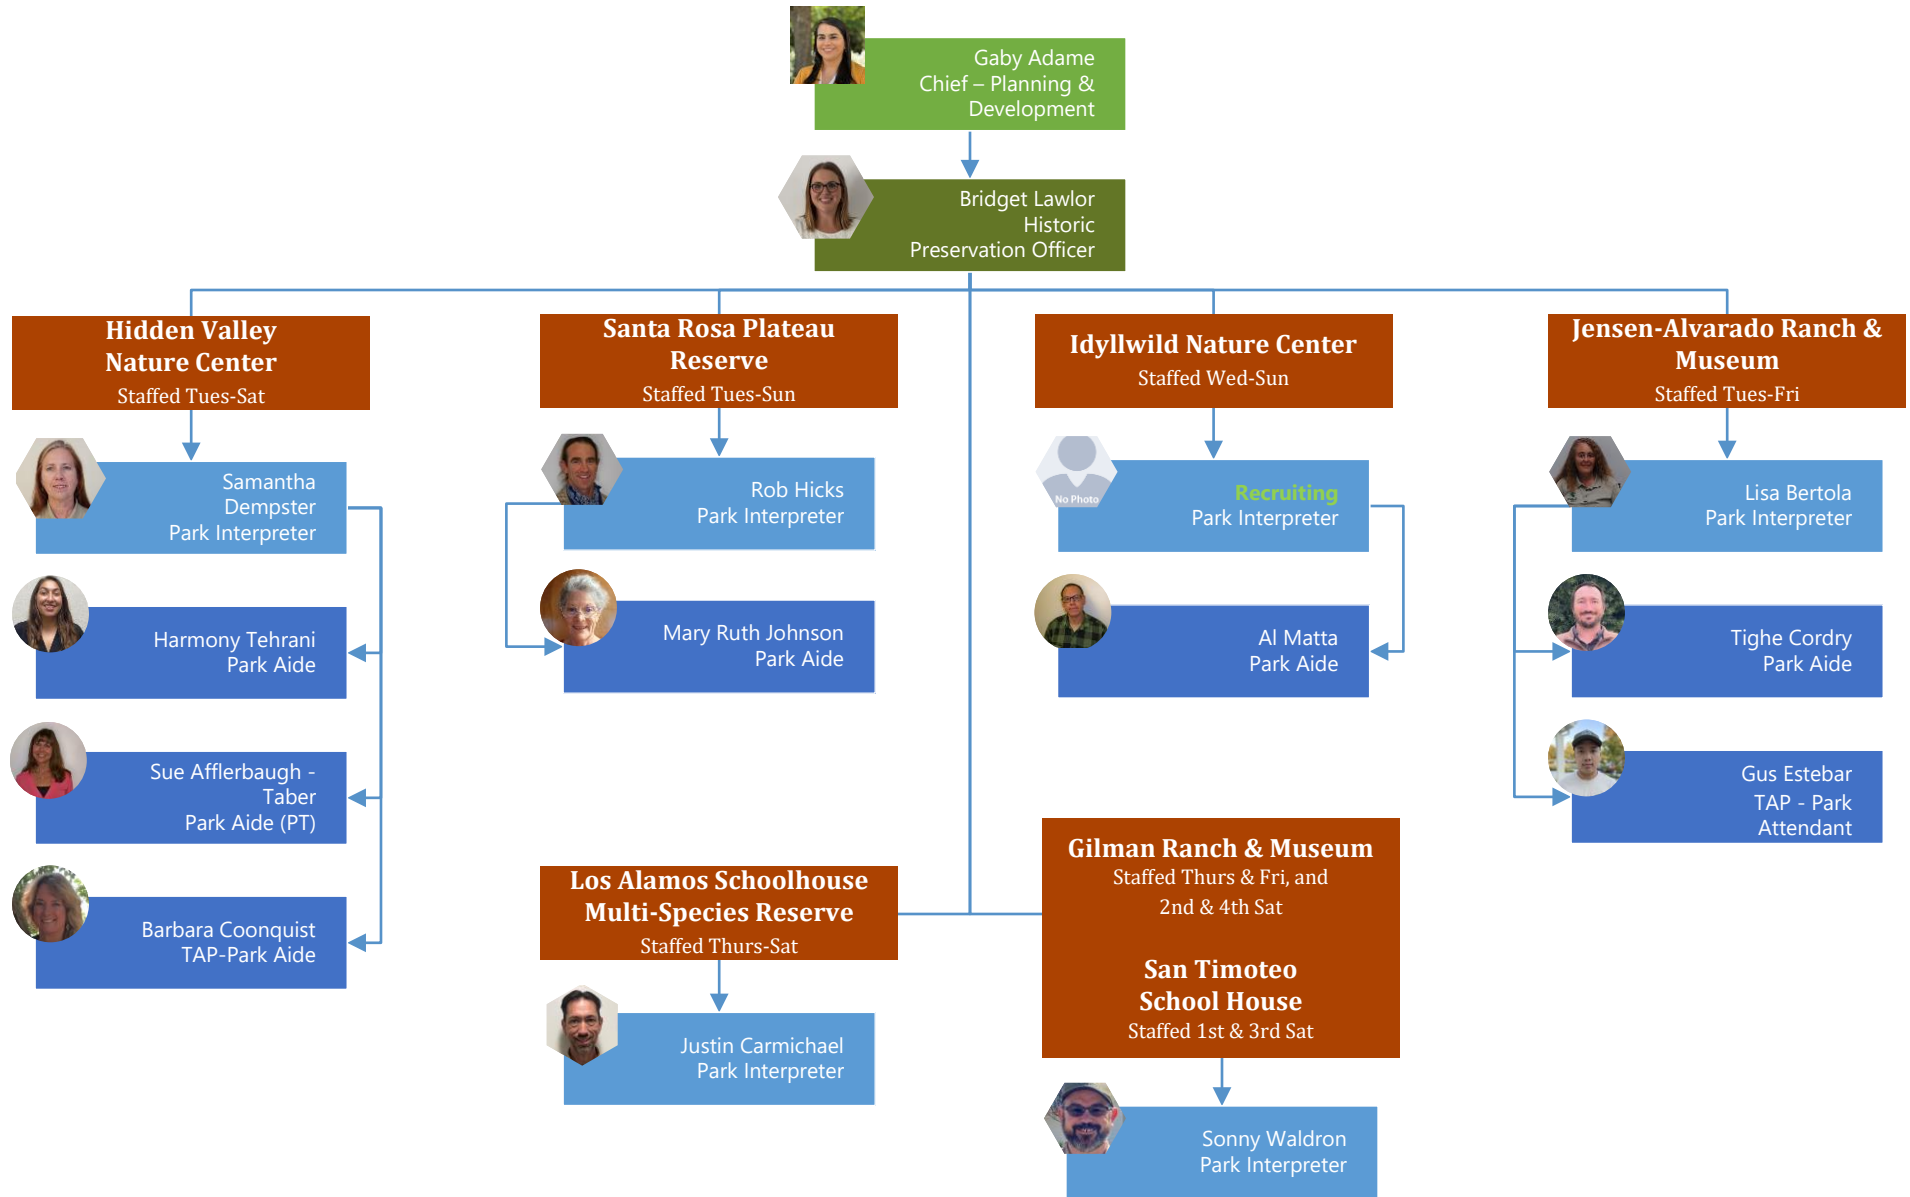 Gaby Adame
Chief – Planning &
Development
Bridget Lawlor
Historic
Preservation Officer
Hidden Valley
Nature Center
Staffed Tues-Sat
Samantha
Dempster
Park Interpreter
Harmony Tehrani
Park Aide
Sue Afflerbaugh -
Taber
Park Aide (PT)
Barbara Coonquist
TAP-Park Aide
Santa Rosa Plateau
Reserve
Staffed Tues-Sun
Rob Hicks
Park Interpreter
Mary Ruth Johnson
Park Aide
Idyllwild Nature Center
Staffed Wed-Sun
No Photo
Recruiting
Park Interpreter
Al Matta
Park Aide
Jensen-Alvarado Ranch &
Museum
Staffed Tues-Fri
Lisa Bertola
Park Interpreter
Tighe Cordry
Park Aide
Gus Estebar
TAP - Park
Attendant
Los Alamos Schoolhouse
Multi-Species Reserve
Staffed Thurs-Sat
Justin Carmichael
Park Interpreter
Gilman Ranch & Museum
Staffed Thurs & Fri, and
2nd & 4th Sat
San Timoteo
School House
Staffed 1st & 3rd Sat
Sonny Waldron
Park Interpreter